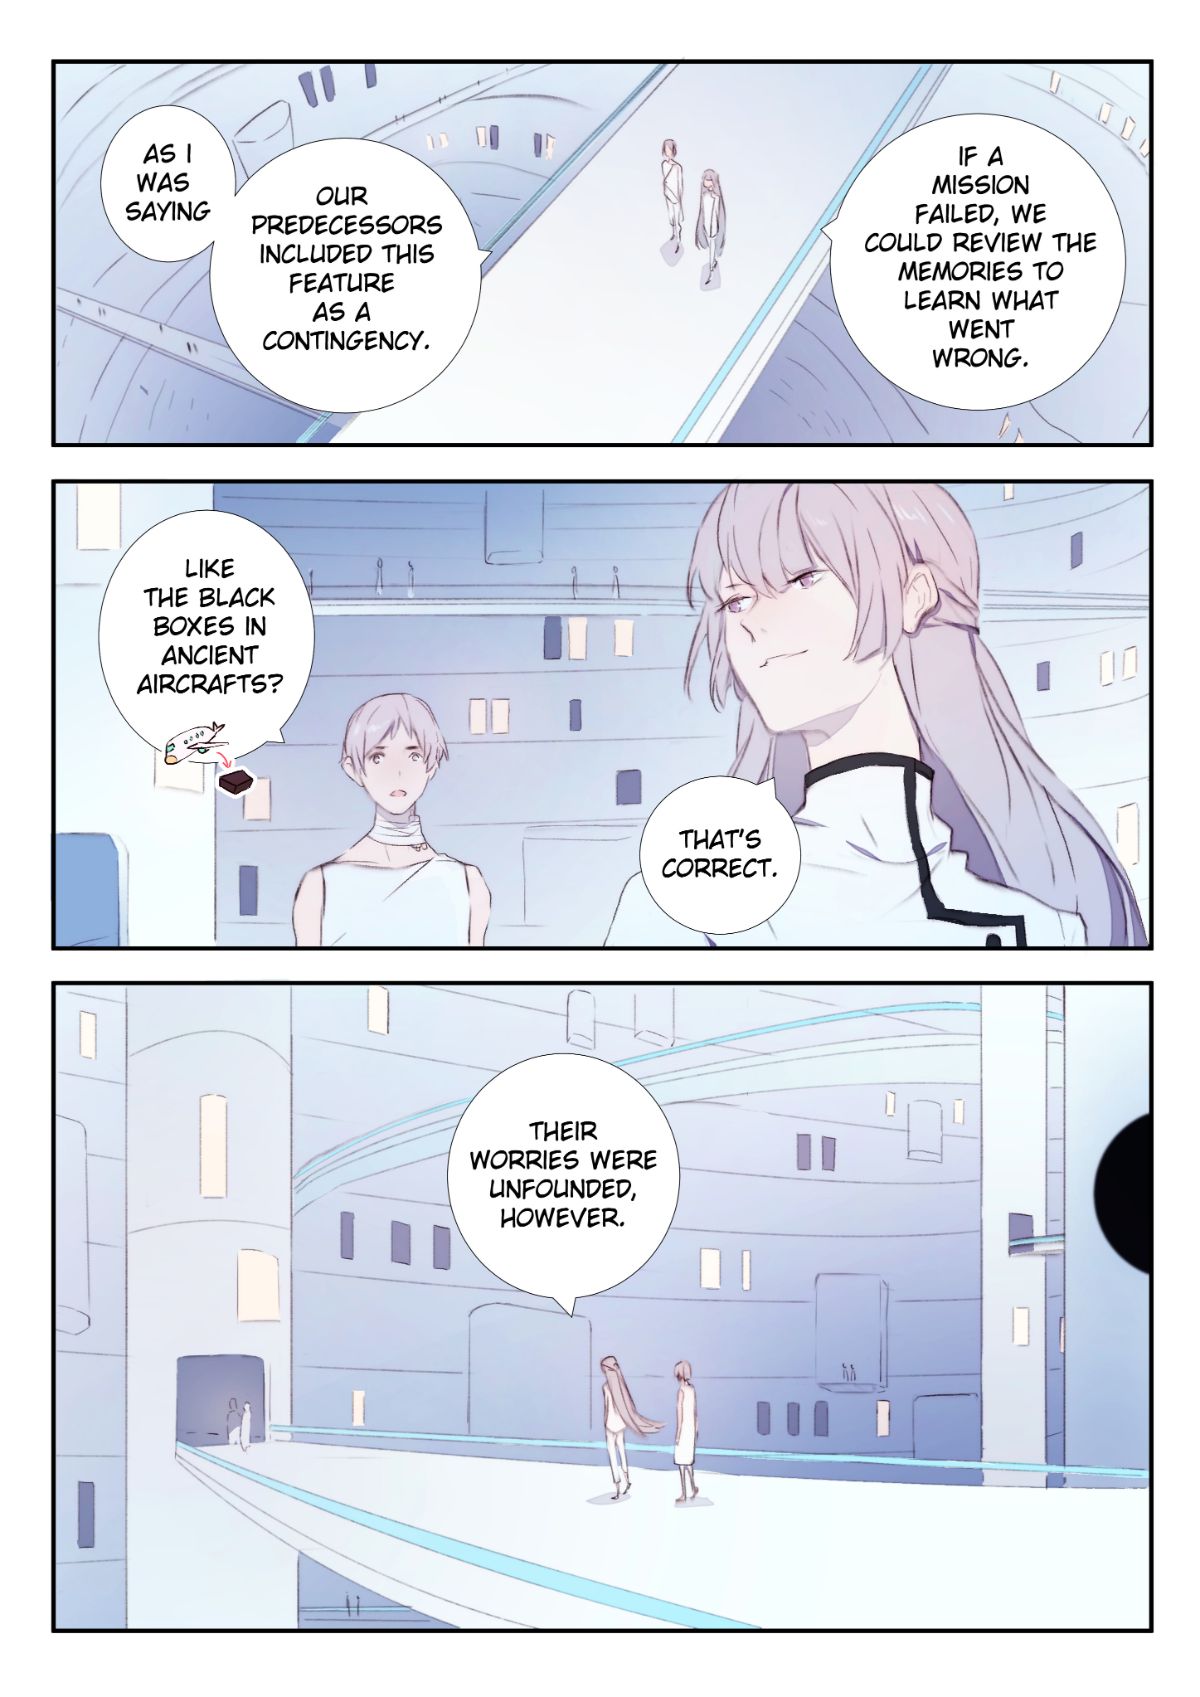 AS I
WAS
SAYING
OUR
PREDECESSORS
INCLUDED THIS
FEATURE
AS A
CONTINGENCY.
IF A
MISSION
FAILED, WE
COULD REVIEW THE
MEMORIES TO
LEARN WHAT
WENT
WRONG.
LIKE
THE BLACK
BOXES IN
ANCIENT
AIRCRAFTS?
THAT'S
CORRECT.
THEIR
WORRIES WERE
UNFOUNDED,
HOWEVER.